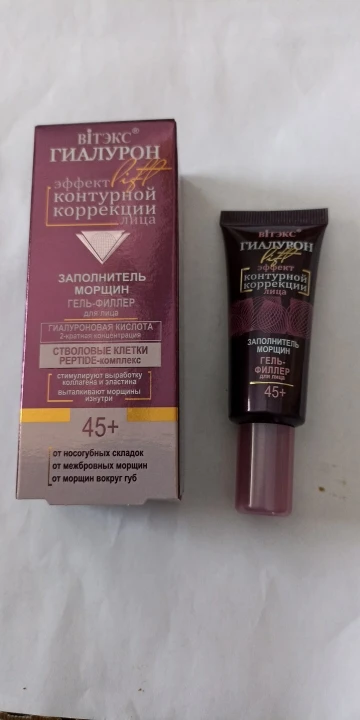 ВIТЭКС®
ГИАЛУРОН
lift
эффект
контурной
коррекции
лица
ЗАПОЛНИТЕЛЬ
МОРЩИН
ГЕЛЬ-ФИЛЛЕР
для лица
ГИАЛУРОНОВАЯ КИСЛОТА
2-кратная концентрация
СТВОЛОВЫЕ КЛЕТКИ
PEPTIDE-комплекс
стимулируют выработку
коллагена и эластина
выталкивают морщины
изнутри
45+
от носогубных складок
от межбровных морщин
от морщин вокруг губ
ВIТЭКС®
ГИАЛУРОН
lift
эффект
контурной
коррекции
лица
ЗАПОЛНИТЕЛЬ
МОРЩИН
ГЕЛЬ-
ФИЛЛЕР
для лица
45+